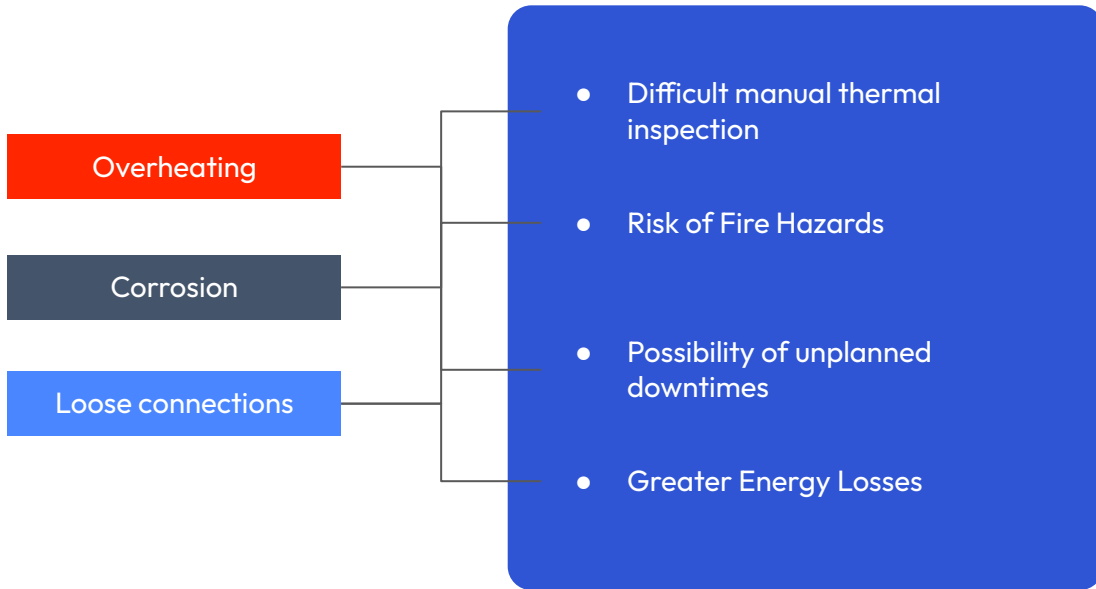 Overheating
Corrosion
Loose connections
● Difficult manual thermal
inspection
● Risk of Fire Hazards
● Possibility of unplanned
downtimes
● Greater Energy Losses